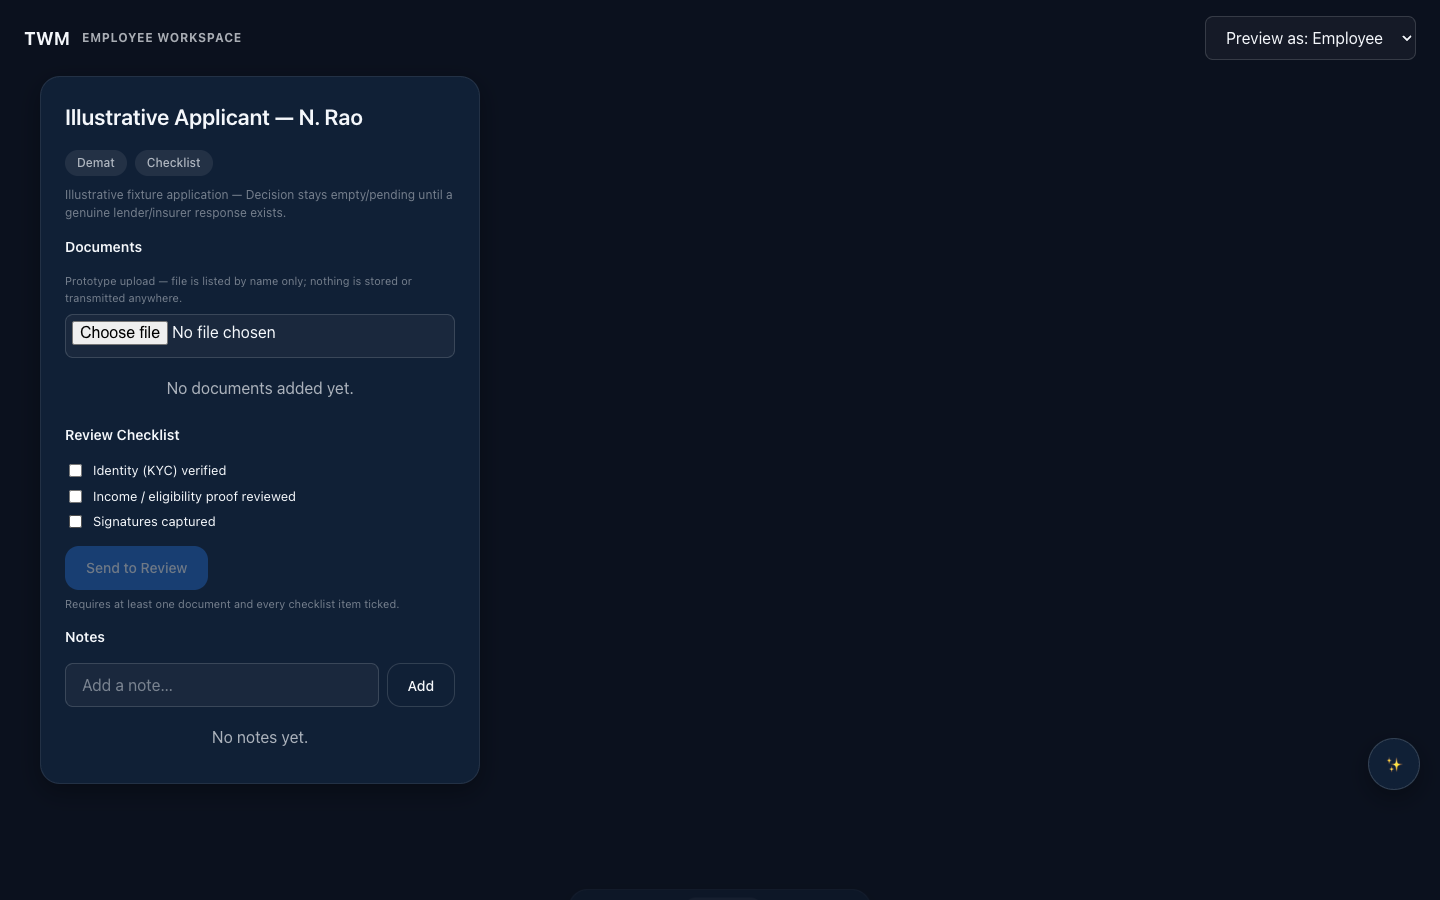 TWM EMPLOYEE WORKSPACE
Preview as: Employee
Illustrative Applicant — N. Rao
Demat Checklist
Illustrative fixture application — Decision stays empty/pending until a
genuine lender/insurer response exists.
Documents
Prototype upload — file is listed by name only; nothing is stored or
transmitted anywhere.
Choose file No file chosen
No documents added yet.
Review Checklist
Identity (KYC) verified
Income / eligibility proof reviewed
Signatures captured
Send to Review
Requires at least one document and every checklist item ticked.
Notes
Add a note...
Add
No notes yet.